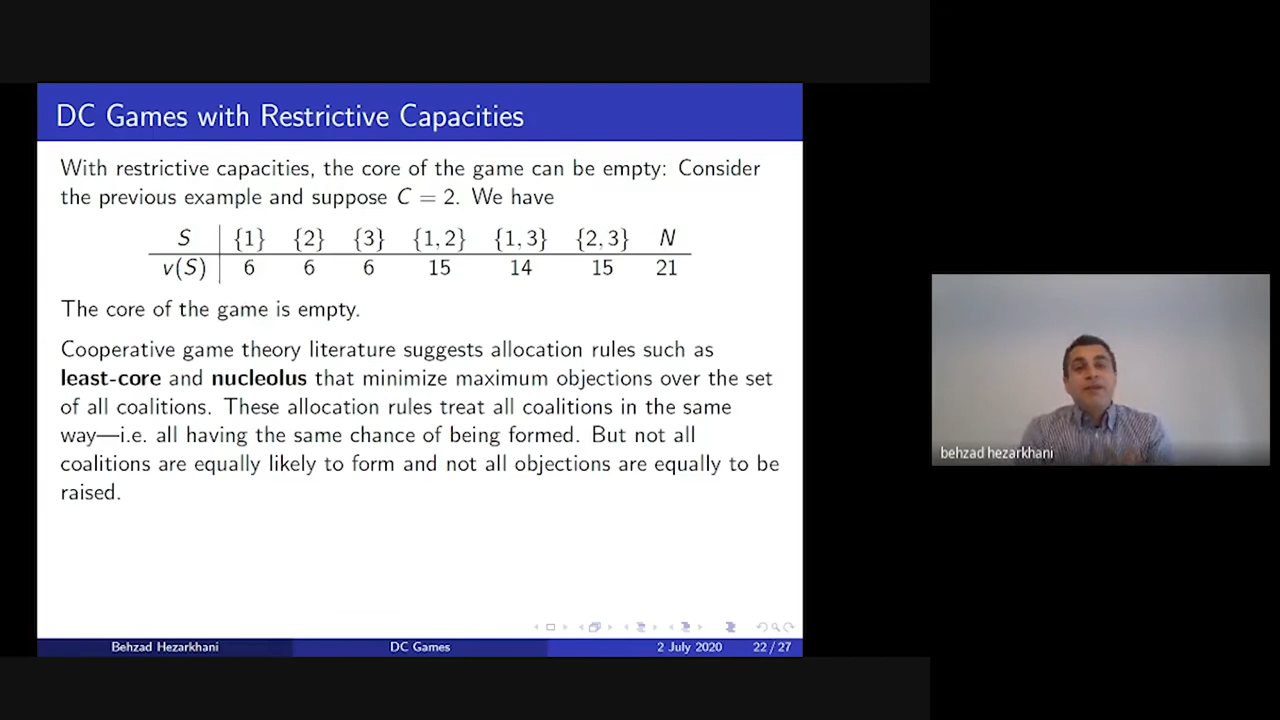 DC Games with Restrictive Capacities
With restrictive capacities, the core of the game can be empty: Consider
the previous example and suppose C = 2. We have
S {1} {2} {3} {1, 2} {1, 3} {2, 3} N
v(S) 6 6 6 15 14 15 21
The core of the game is empty.
Cooperative game theory literature suggests allocation rules such as
least-core and nucleolus that minimize maximum objections over the set
of all coalitions. These allocation rules treat all coalitions in the same
way—i.e. all having the same chance of being formed. But not all
coalitions are equally likely to form and not all objections are equally to be
raised.
behzad hezarkhani
Behzad Hezarkhani DC Games 2 July 2020 22 / 27